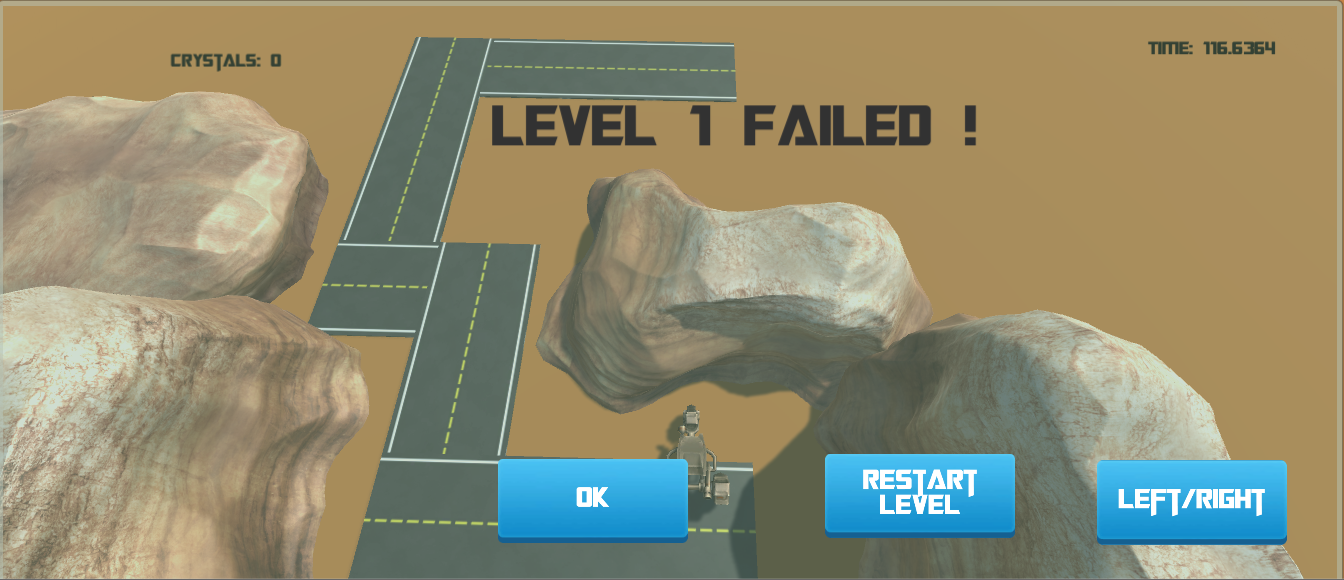 CRYSTALS: 0
TIME: 116.6364
LEVEL 1 FAILED !
OK
RESTART
LEVEL
LEFT/RIGHT